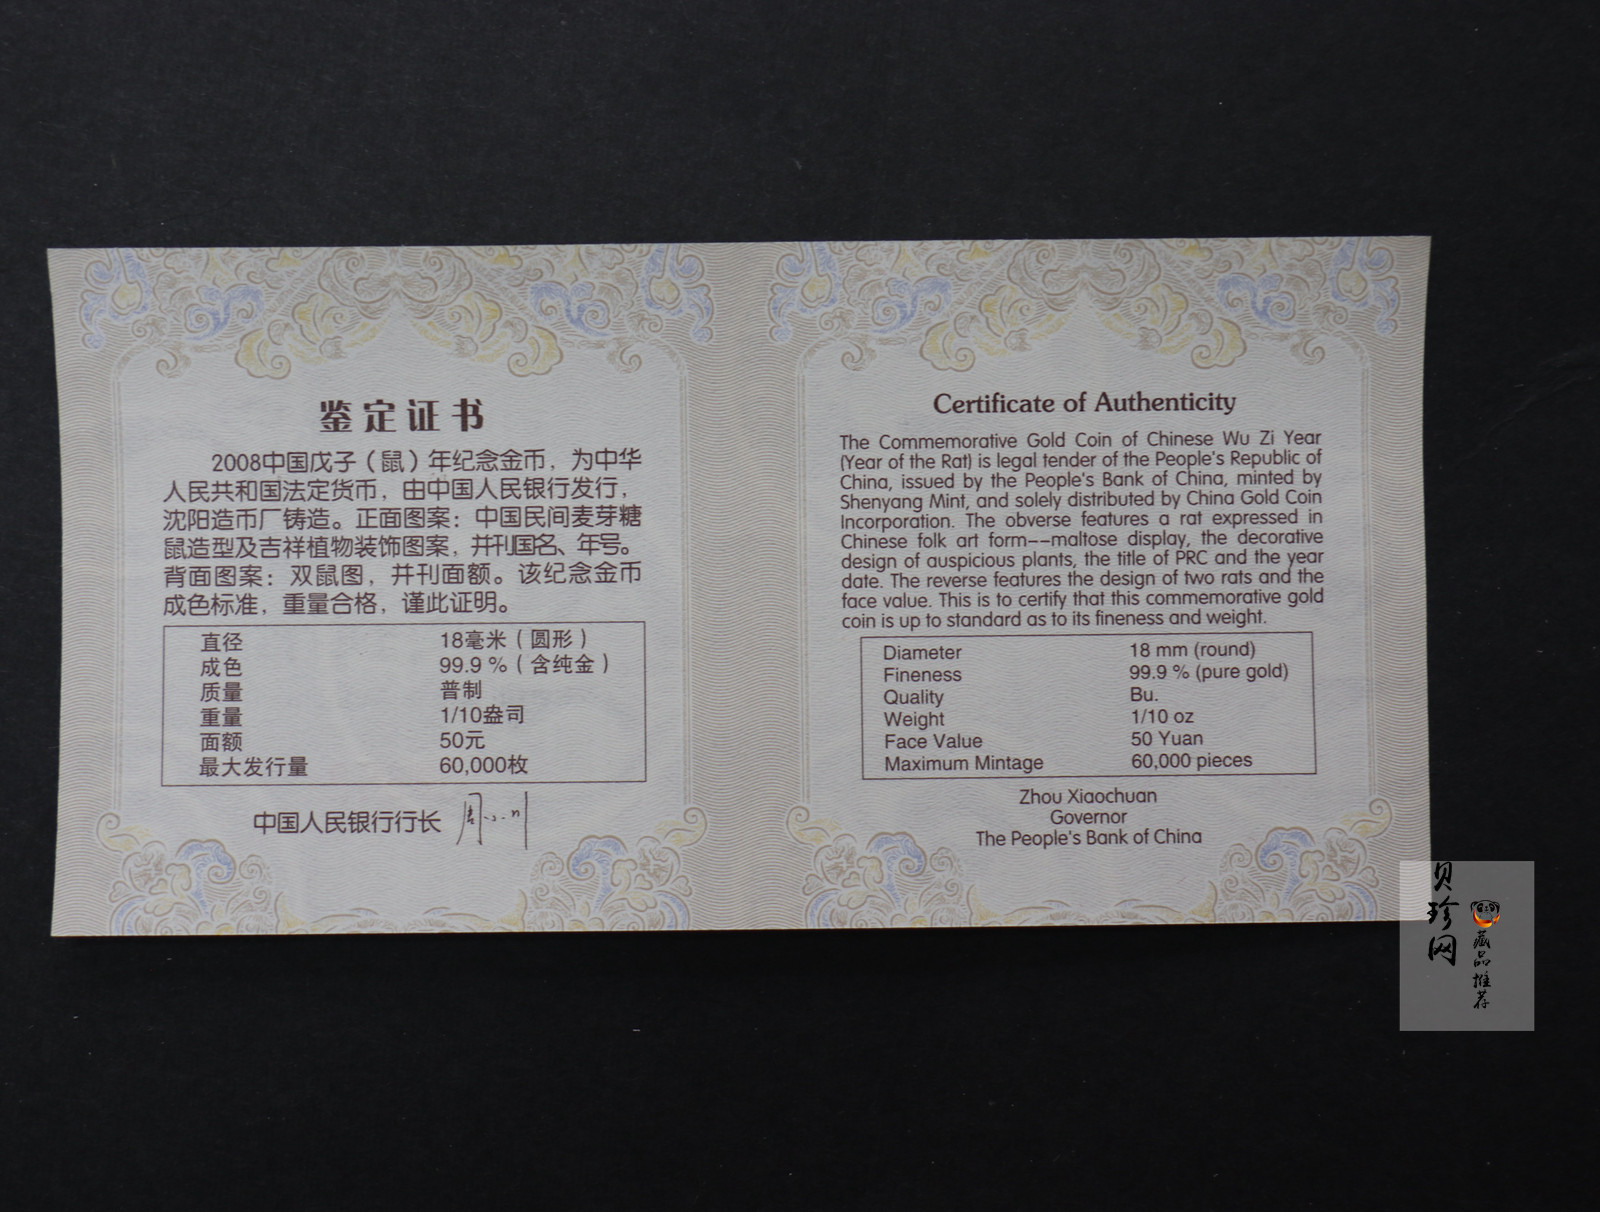 鉴定证书
2008中国戊子（鼠）年纪念金币，为中华
人民共和国法定货币，由中国人民银行发行，
沈阳造币厂铸造。正面图案：中国民间麦芽糖
鼠造型及吉祥植物装饰图案，并刊国名、年号。
背面图案：双鼠图，并刊面额。该纪念金币
成色标准，重量合格，谨此证明。
直径 18毫米（圆形）
成色 99.9 %（含纯金）
质量 普制
重量 1/10盎司
面额 50元
最大发行量 60,000枚
中国人民银行行长 周小川
Certificate of Authenticity
The Commemorative Gold Coin of Chinese Wu Zi Year
(Year of the Rat) is legal tender of the People's Republic of
China, issued by the People's Bank of China, minted by
Shenyang Mint, and solely distributed by China Gold Coin
Incorporation. The obverse features a rat expressed in
Chinese folk art form--maltose display, the decorative
design of auspicious plants, the title of PRC and the year
date. The reverse features the design of two rats and the
face value. This is to certify that this commemorative gold
coin is up to standard as to its fineness and weight.
Diameter 18 mm (round)
Fineness 99.9 % (pure gold)
Quality Bu.
Weight 1/10 oz
Face Value 50 Yuan
Maximum Mintage 60,000 pieces
Zhou Xiaochuan
Governor
The People's Bank of China
贝珍网
藏品推荐